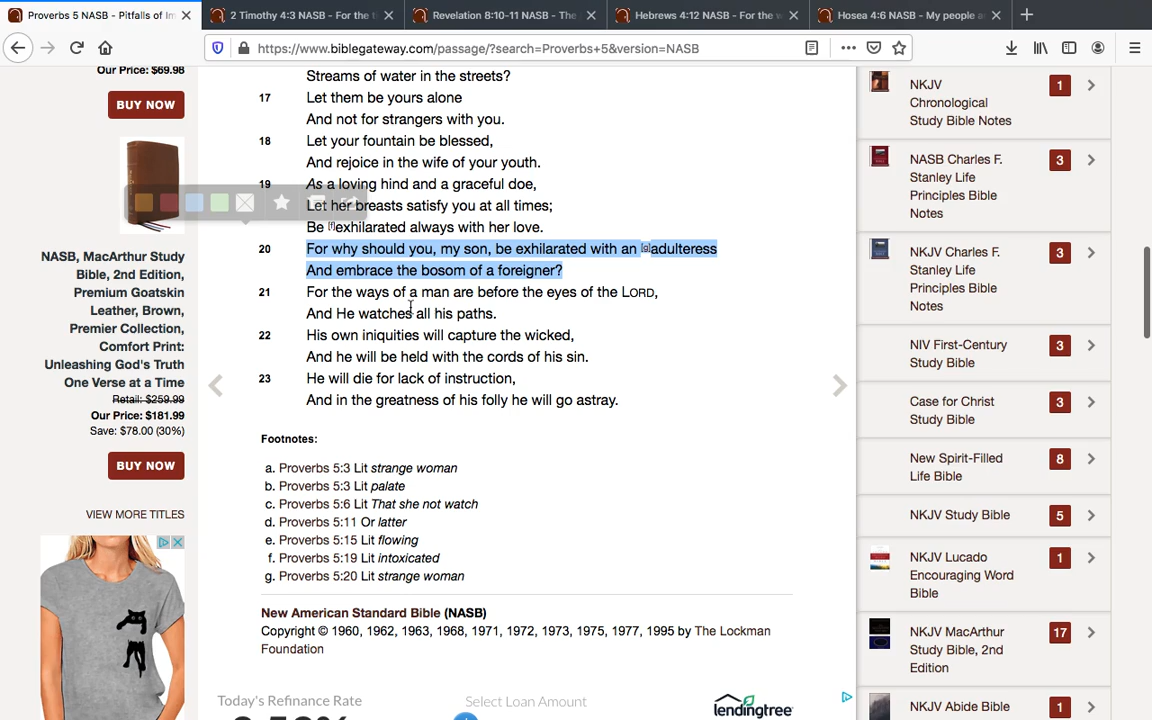 Proverbs 5 NASB - Pitfalls of Im
2 Timothy 4:3 NASB - For the t
Revelation 8:10-11 NASB - The
Hebrews 4:12 NASB - For the w
Hosea 4:6 NASB - My people a
https://www.biblegateway.com/passage/?search=Proverbs+5&version=NASB
Our Price: $69.98
BUY NOW
NASB, MacArthur Study
Bible, 2nd Edition,
Premium Goatskin
Leather, Brown,
Premier Collection,
Comfort Print:
Unleashing God's Truth
One Verse at a Time
Retail: $259.99
Our Price: $181.99
Save: $78.00 (30%)
BUY NOW
VIEW MORE TITLES
Streams of water in the streets?
17 Let them be yours alone
And not for strangers with you.
18 Let your fountain be blessed,
And rejoice in the wife of your youth.
19 As a loving hind and a graceful doe,
Let her breasts satisfy you at all times;
Be [f]exhilarated always with her love.
20 For why should you, my son, be exhilarated with an [g]adulteress
And embrace the bosom of a foreigner?
21 For the ways of a man are before the eyes of the LORD,
And He watches all his paths.
22 His own iniquities will capture the wicked,
And he will be held with the cords of his sin.
23 He will die for lack of instruction,
And in the greatness of his folly he will go astray.
Footnotes:
a. Proverbs 5:3 Lit strange woman
b. Proverbs 5:3 Lit palate
c. Proverbs 5:6 Lit That she not watch
d. Proverbs 5:11 Or latter
e. Proverbs 5:15 Lit flowing
f. Proverbs 5:19 Lit intoxicated
g. Proverbs 5:20 Lit strange woman
New American Standard Bible (NASB)
Copyright © 1960, 1962, 1963, 1968, 1971, 1972, 1973, 1975, 1977, 1995 by The Lockman
Foundation
Today's Refinance Rate
Select Loan Amount
lendingtree
NKJV
Chronological
Study Bible Notes
1
NASB Charles F.
Stanley Life
Principles Bible
Notes
3
NKJV Charles F.
Stanley Life
Principles Bible
Notes
3
NIV First-Century
Study Bible
3
Case for Christ
Study Bible
3
New Spirit-Filled
Life Bible
8
NKJV Study Bible
5
NKJV Lucado
Encouraging Word
Bible
1
NKJV MacArthur
Study Bible, 2nd
Edition
17
NKJV Abide Bible
1